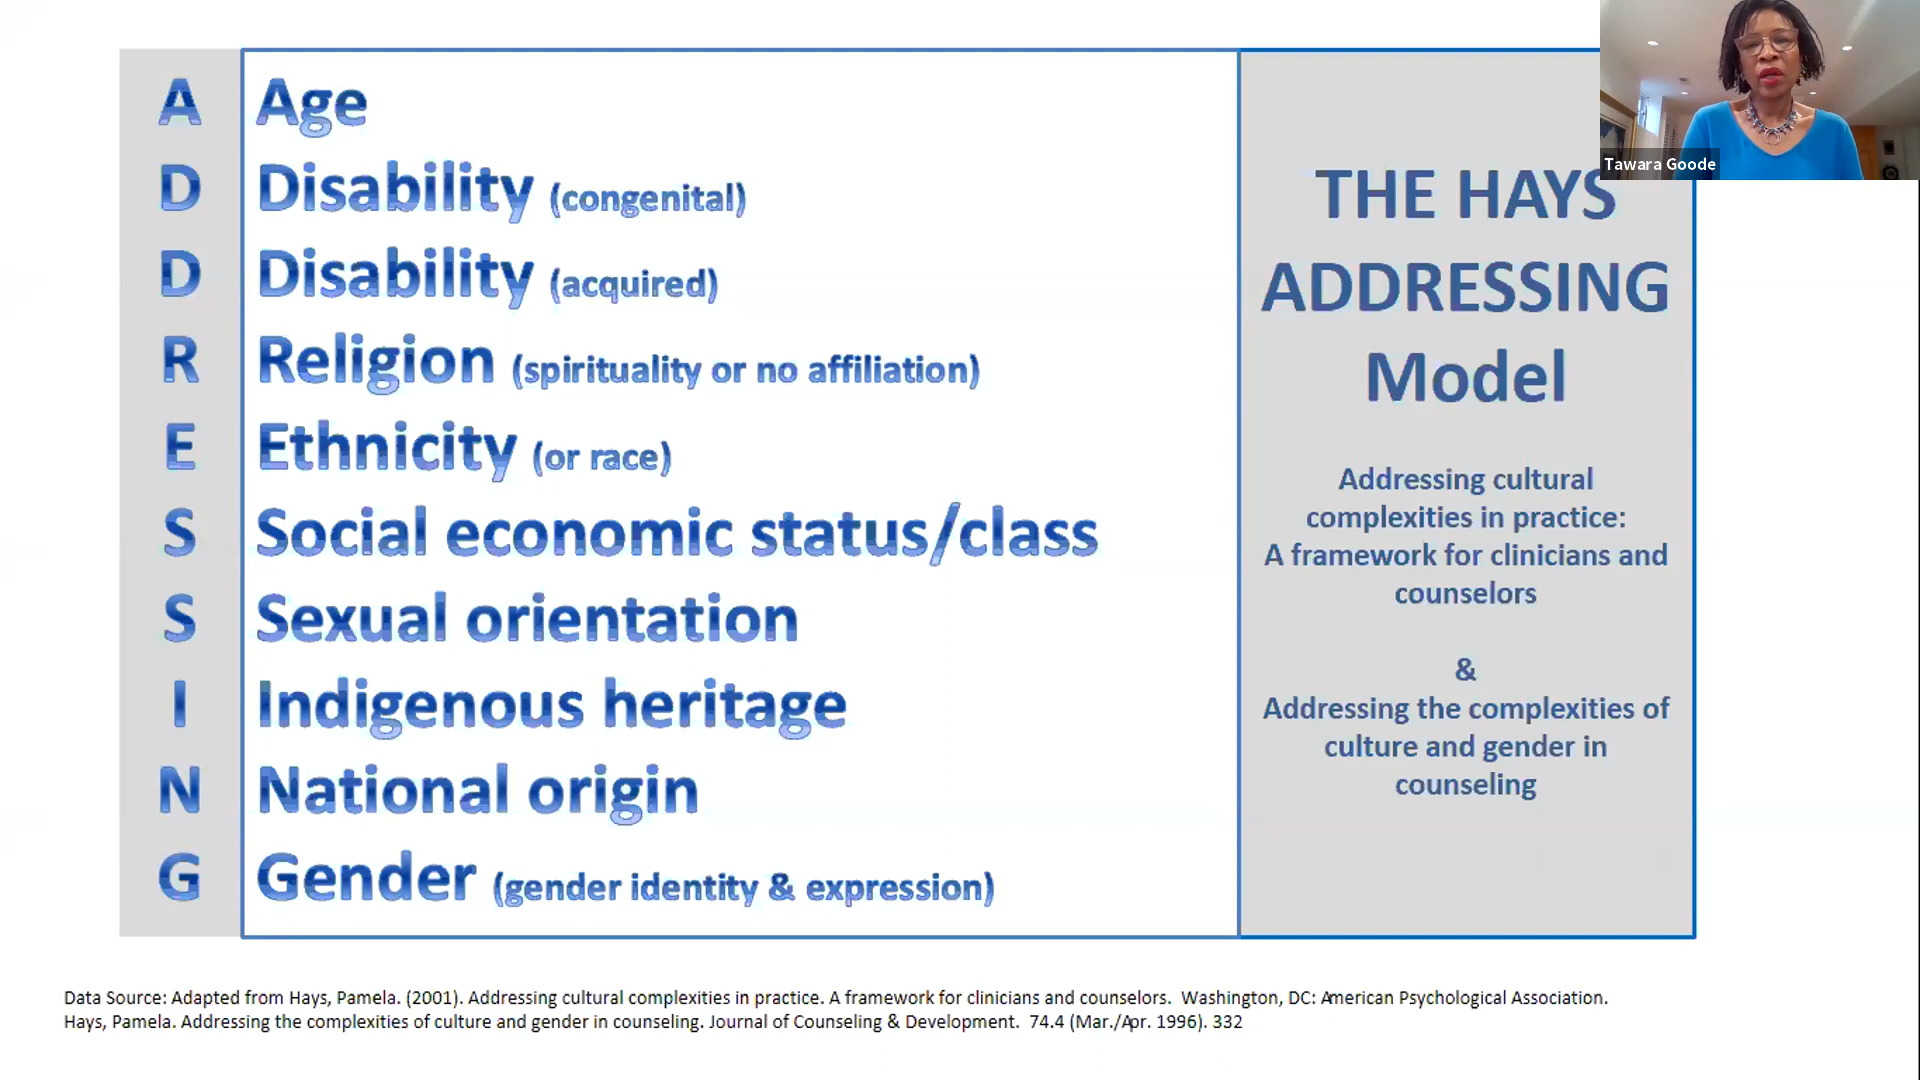 A Age
D Disability (congenital)
D Disability (acquired)
R Religion (spirituality or no affiliation)
E Ethnicity (or race)
S Social economic status/class
S Sexual orientation
I Indigenous heritage
N National origin
G Gender (gender identity & expression)
THE HAYS
ADDRESSING
Model
Addressing cultural
complexities in practice:
A framework for clinicians and
counselors
&
Addressing the complexities of
culture and gender in
counseling
Tawara Goode
Data Source: Adapted from Hays, Pamela. (2001). Addressing cultural complexities in practice. A framework for clinicians and counselors. Washington, DC: American Psychological Association.
Hays, Pamela. Addressing the complexities of culture and gender in counseling. Journal of Counseling & Development. 74.4 (Mar./Apr. 1996). 332